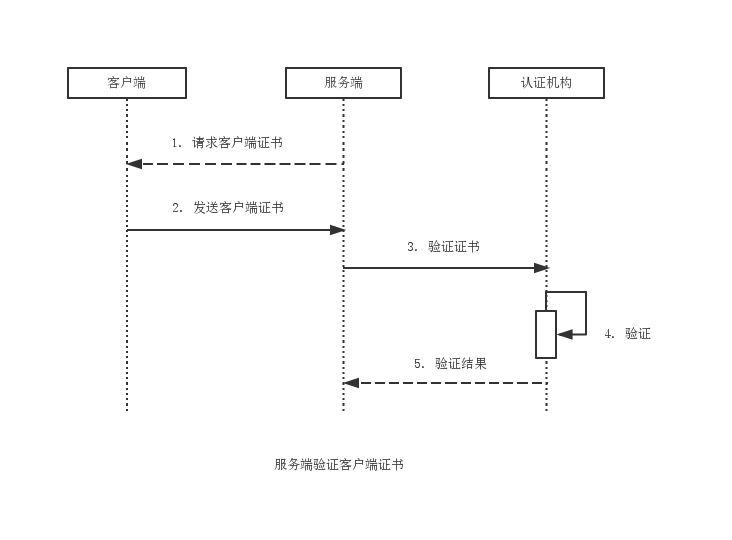 客户端
服务端
认证机构
1. 请求客户端证书
2. 发送客户端证书
3. 验证证书
4. 验证
5. 验证结果
服务端验证客户端证书